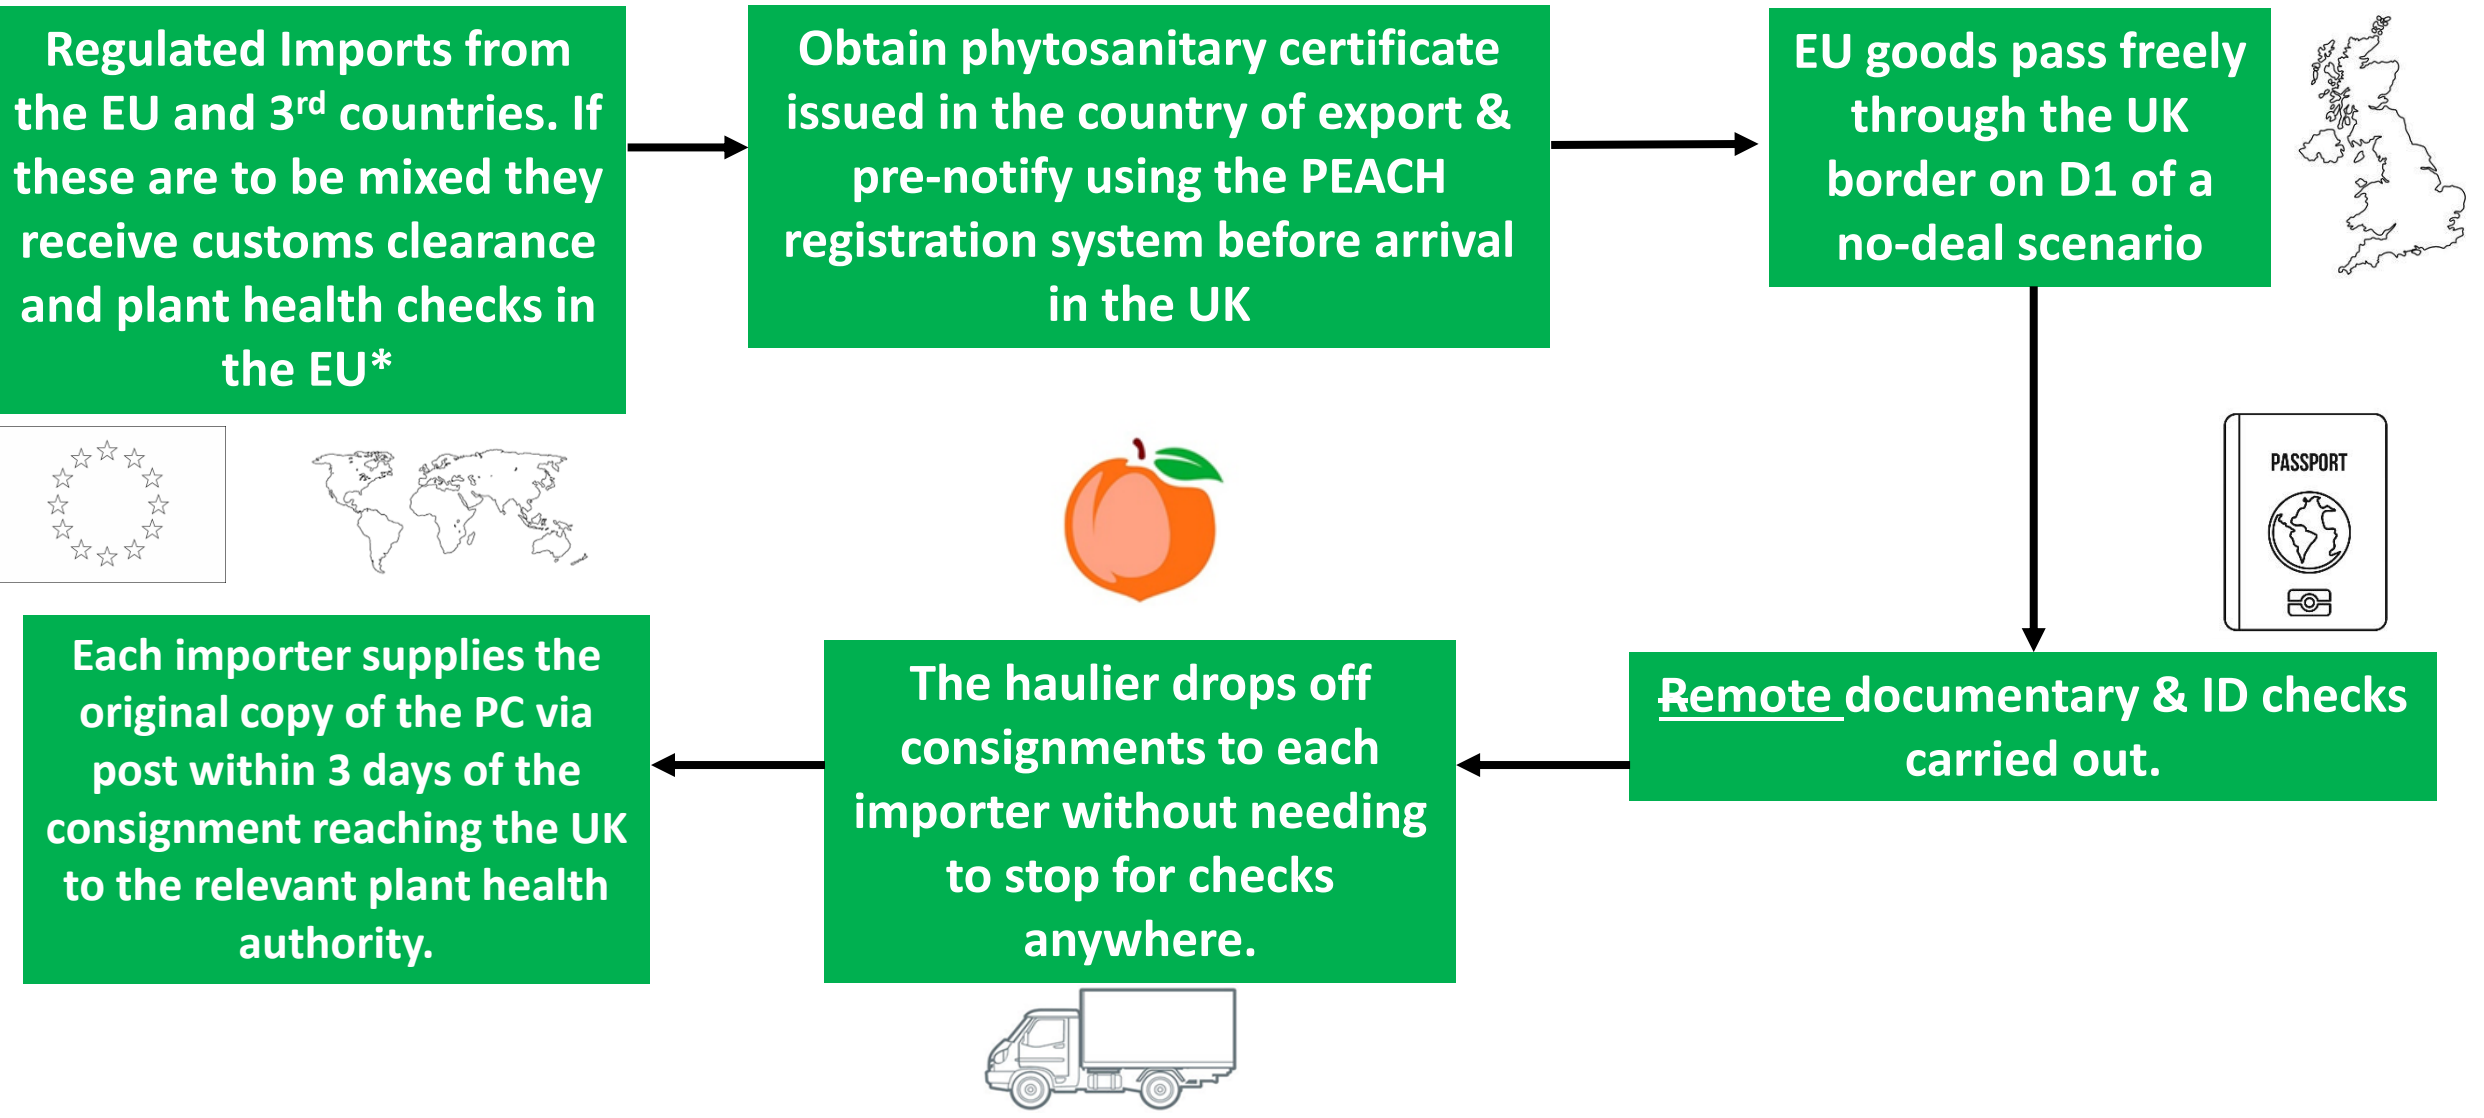 Regulated Imports from
the EU and 3rd countries. If
these are to be mixed they
receive customs clearance
and plant health checks in
the EU*
Obtain phytosanitary certificate
issued in the country of export &
pre-notify using the PEACH
registration system before arrival
in the UK
EU goods pass freely
through the UK
border on D1 of a
no-deal scenario
PASSPORT
Remote documentary & ID checks
carried out.
The haulier drops off
consignments to each
importer without needing
to stop for checks
anywhere.
Each importer supplies the
original copy of the PC via
post within 3 days of the
consignment reaching the UK
to the relevant plant health
authority.